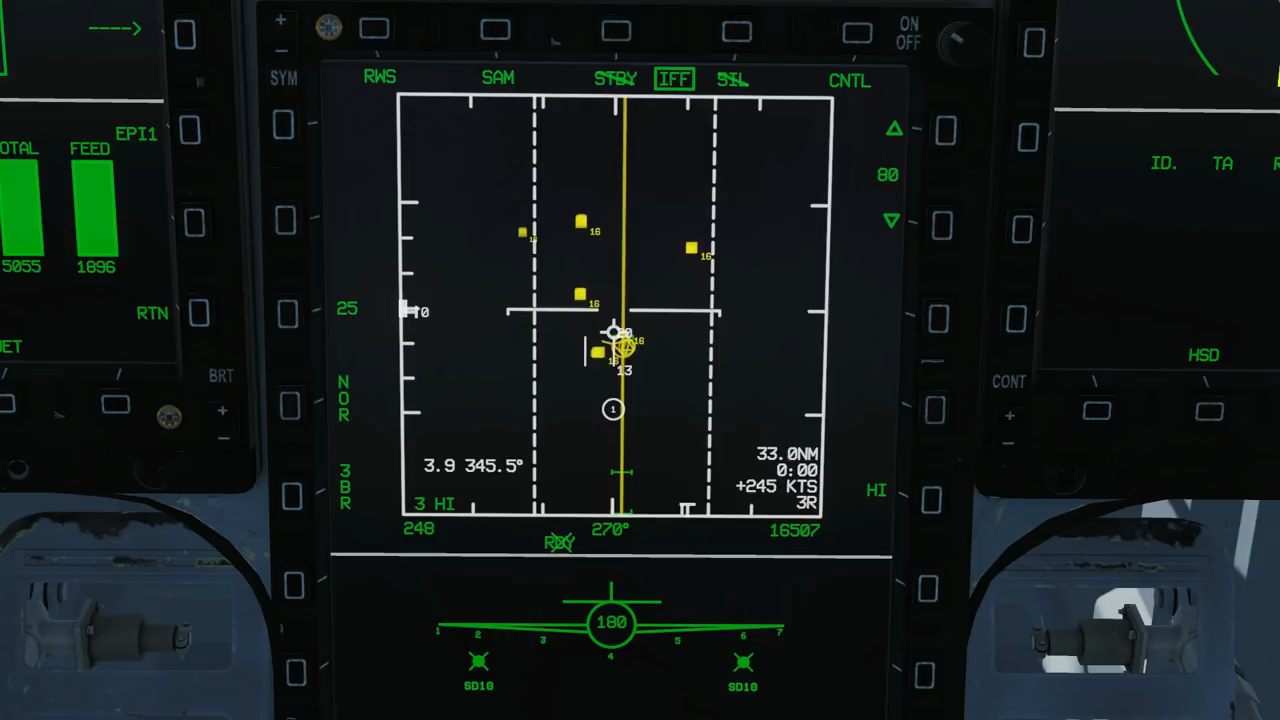 ON
OFF
SYM
RWS SAM STBY IFF SIL CNTL
EPI1
OTAL FEED
5055 1896
RTN
JET
BRT
80
ID. TA R
25
0
16
16
16
16
16
16
20
13
1
NOR
HSD
CONT
3.9 345.5°
33.0NM
0:00
+245 KTS
3R
3BR
3 HI
HI
248 270° 16507
RDY
180
1 2 3 4 5 6 7
SD10 SD10